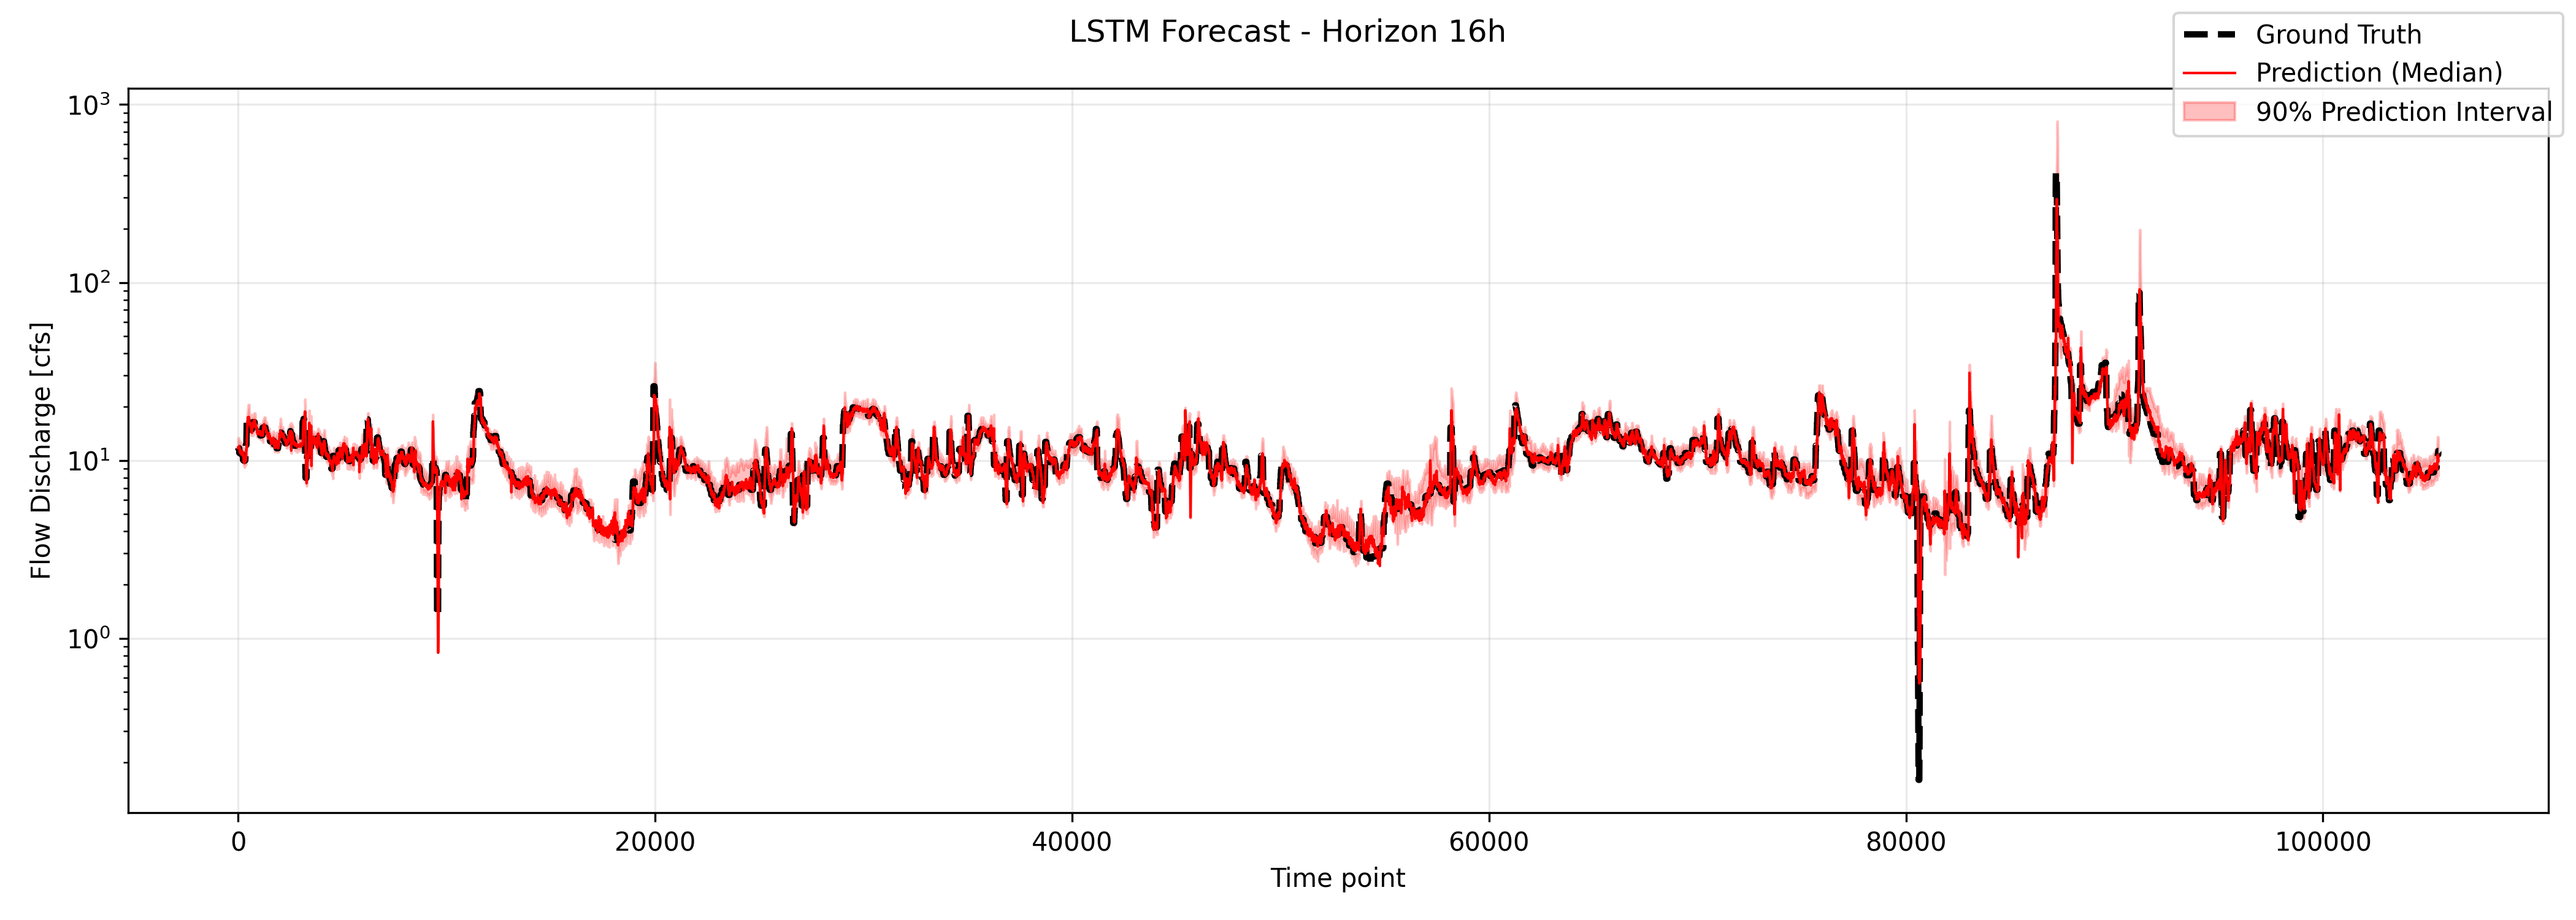 LSTM Forecast - Horizon 16h
Ground Truth
Prediction (Median)
90% Prediction Interval
10³
10²
10¹
10⁰
Flow Discharge [cfs]
0 20000 40000 60000 80000 100000
Time point